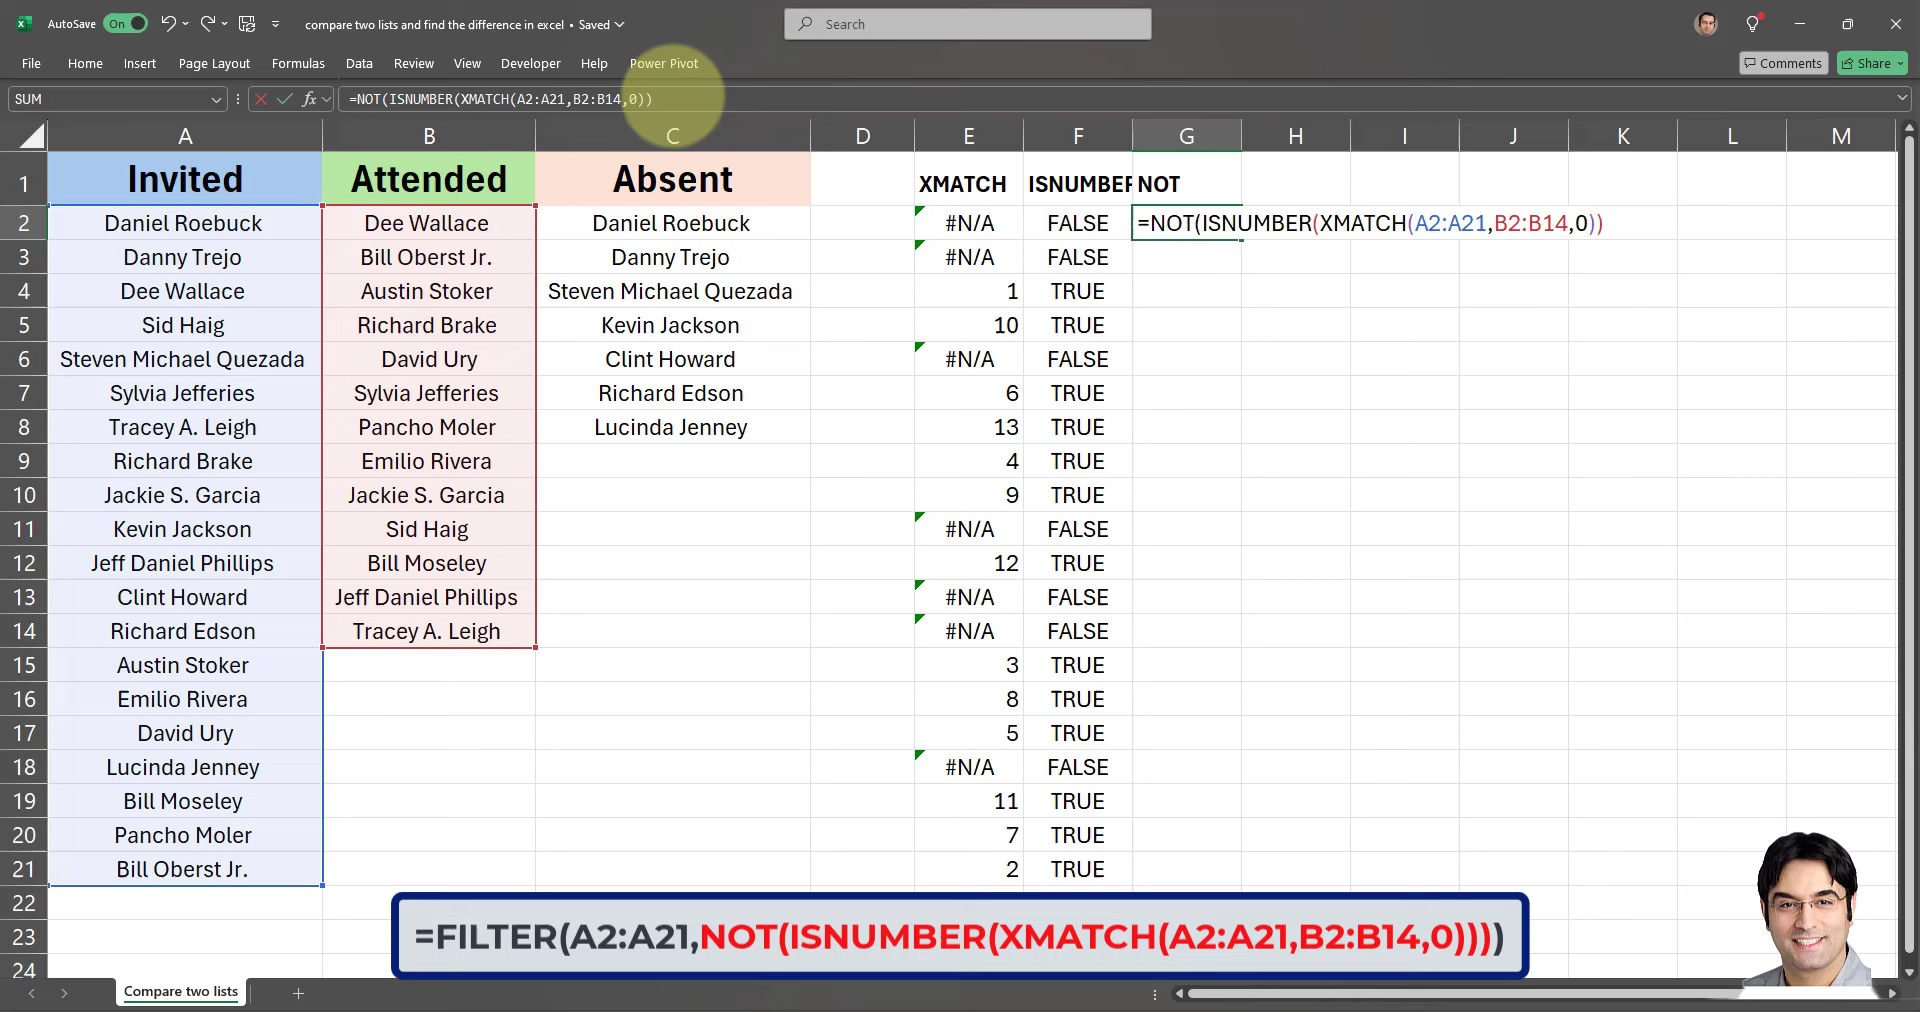 AutoSave On compare two lists and find the difference in excel • Saved Search
File Home Insert Page Layout Formulas Data Review View Developer Help Power Pivot Comments Share
SUM fx =NOT(ISNUMBER(XMATCH(A2:A21,B2:B14,0))
A B C D E F G H I J K L M
1 Invited Attended Absent XMATCH ISNUMBER NOT
2 Daniel Roebuck Dee Wallace Daniel Roebuck #N/A FALSE =NOT(ISNUMBER(XMATCH(A2:A21,B2:B14,0))
3 Danny Trejo Bill Oberst Jr. Danny Trejo #N/A FALSE
4 Dee Wallace Austin Stoker Steven Michael Quezada 1 TRUE
5 Sid Haig Richard Brake Kevin Jackson 10 TRUE
6 Steven Michael Quezada David Ury Clint Howard #N/A FALSE
7 Sylvia Jefferies Sylvia Jefferies Richard Edson 6 TRUE
8 Tracey A. Leigh Pancho Moler Lucinda Jenney 13 TRUE
9 Richard Brake Emilio Rivera 4 TRUE
10 Jackie S. Garcia Jackie S. Garcia 9 TRUE
11 Kevin Jackson Sid Haig #N/A FALSE
12 Jeff Daniel Phillips Bill Moseley 12 TRUE
13 Clint Howard Jeff Daniel Phillips #N/A FALSE
14 Richard Edson Tracey A. Leigh #N/A FALSE
15 Austin Stoker 3 TRUE
16 Emilio Rivera 8 TRUE
17 David Ury 5 TRUE
18 Lucinda Jenney #N/A FALSE
19 Bill Moseley 11 TRUE
20 Pancho Moler 7 TRUE
21 Bill Oberst Jr. 2 TRUE
22
23 =FILTER(A2:A21,NOT(ISNUMBER(XMATCH(A2:A21,B2:B14,0))))
24
Compare two lists